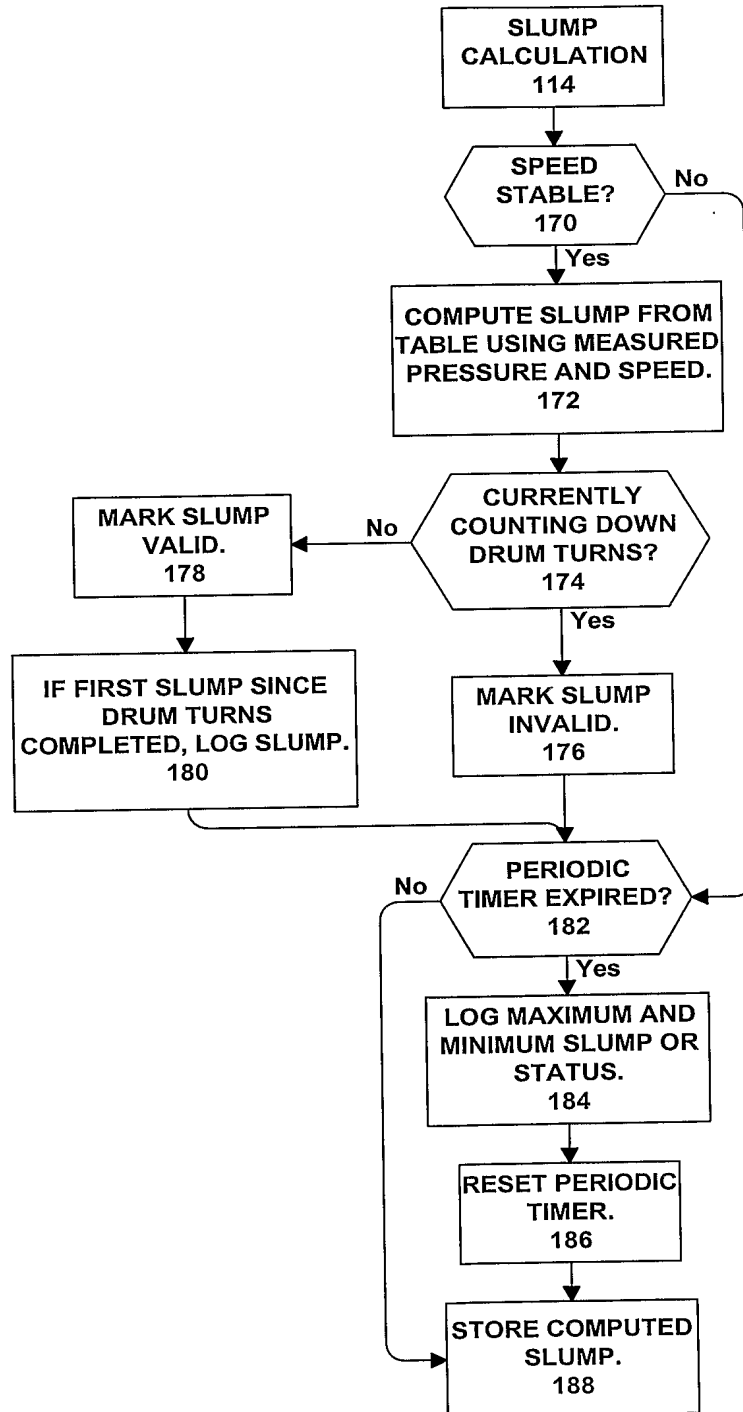 SLUMP
CALCULATION
114
SPEED
STABLE?
170
No
Yes
COMPUTE SLUMP FROM
TABLE USING MEASURED
PRESSURE AND SPEED.
172
CURRENTLY
COUNTING DOWN
DRUM TURNS?
174
No
MARK SLUMP
VALID.
178
Yes
IF FIRST SLUMP SINCE
DRUM TURNS
COMPLETED, LOG SLUMP.
180
MARK SLUMP
INVALID.
176
PERIODIC
TIMER EXPIRED?
182
No
Yes
LOG MAXIMUM AND
MINIMUM SLUMP OR
STATUS.
184
RESET PERIODIC
TIMER.
186
STORE COMPUTED
SLUMP.
188